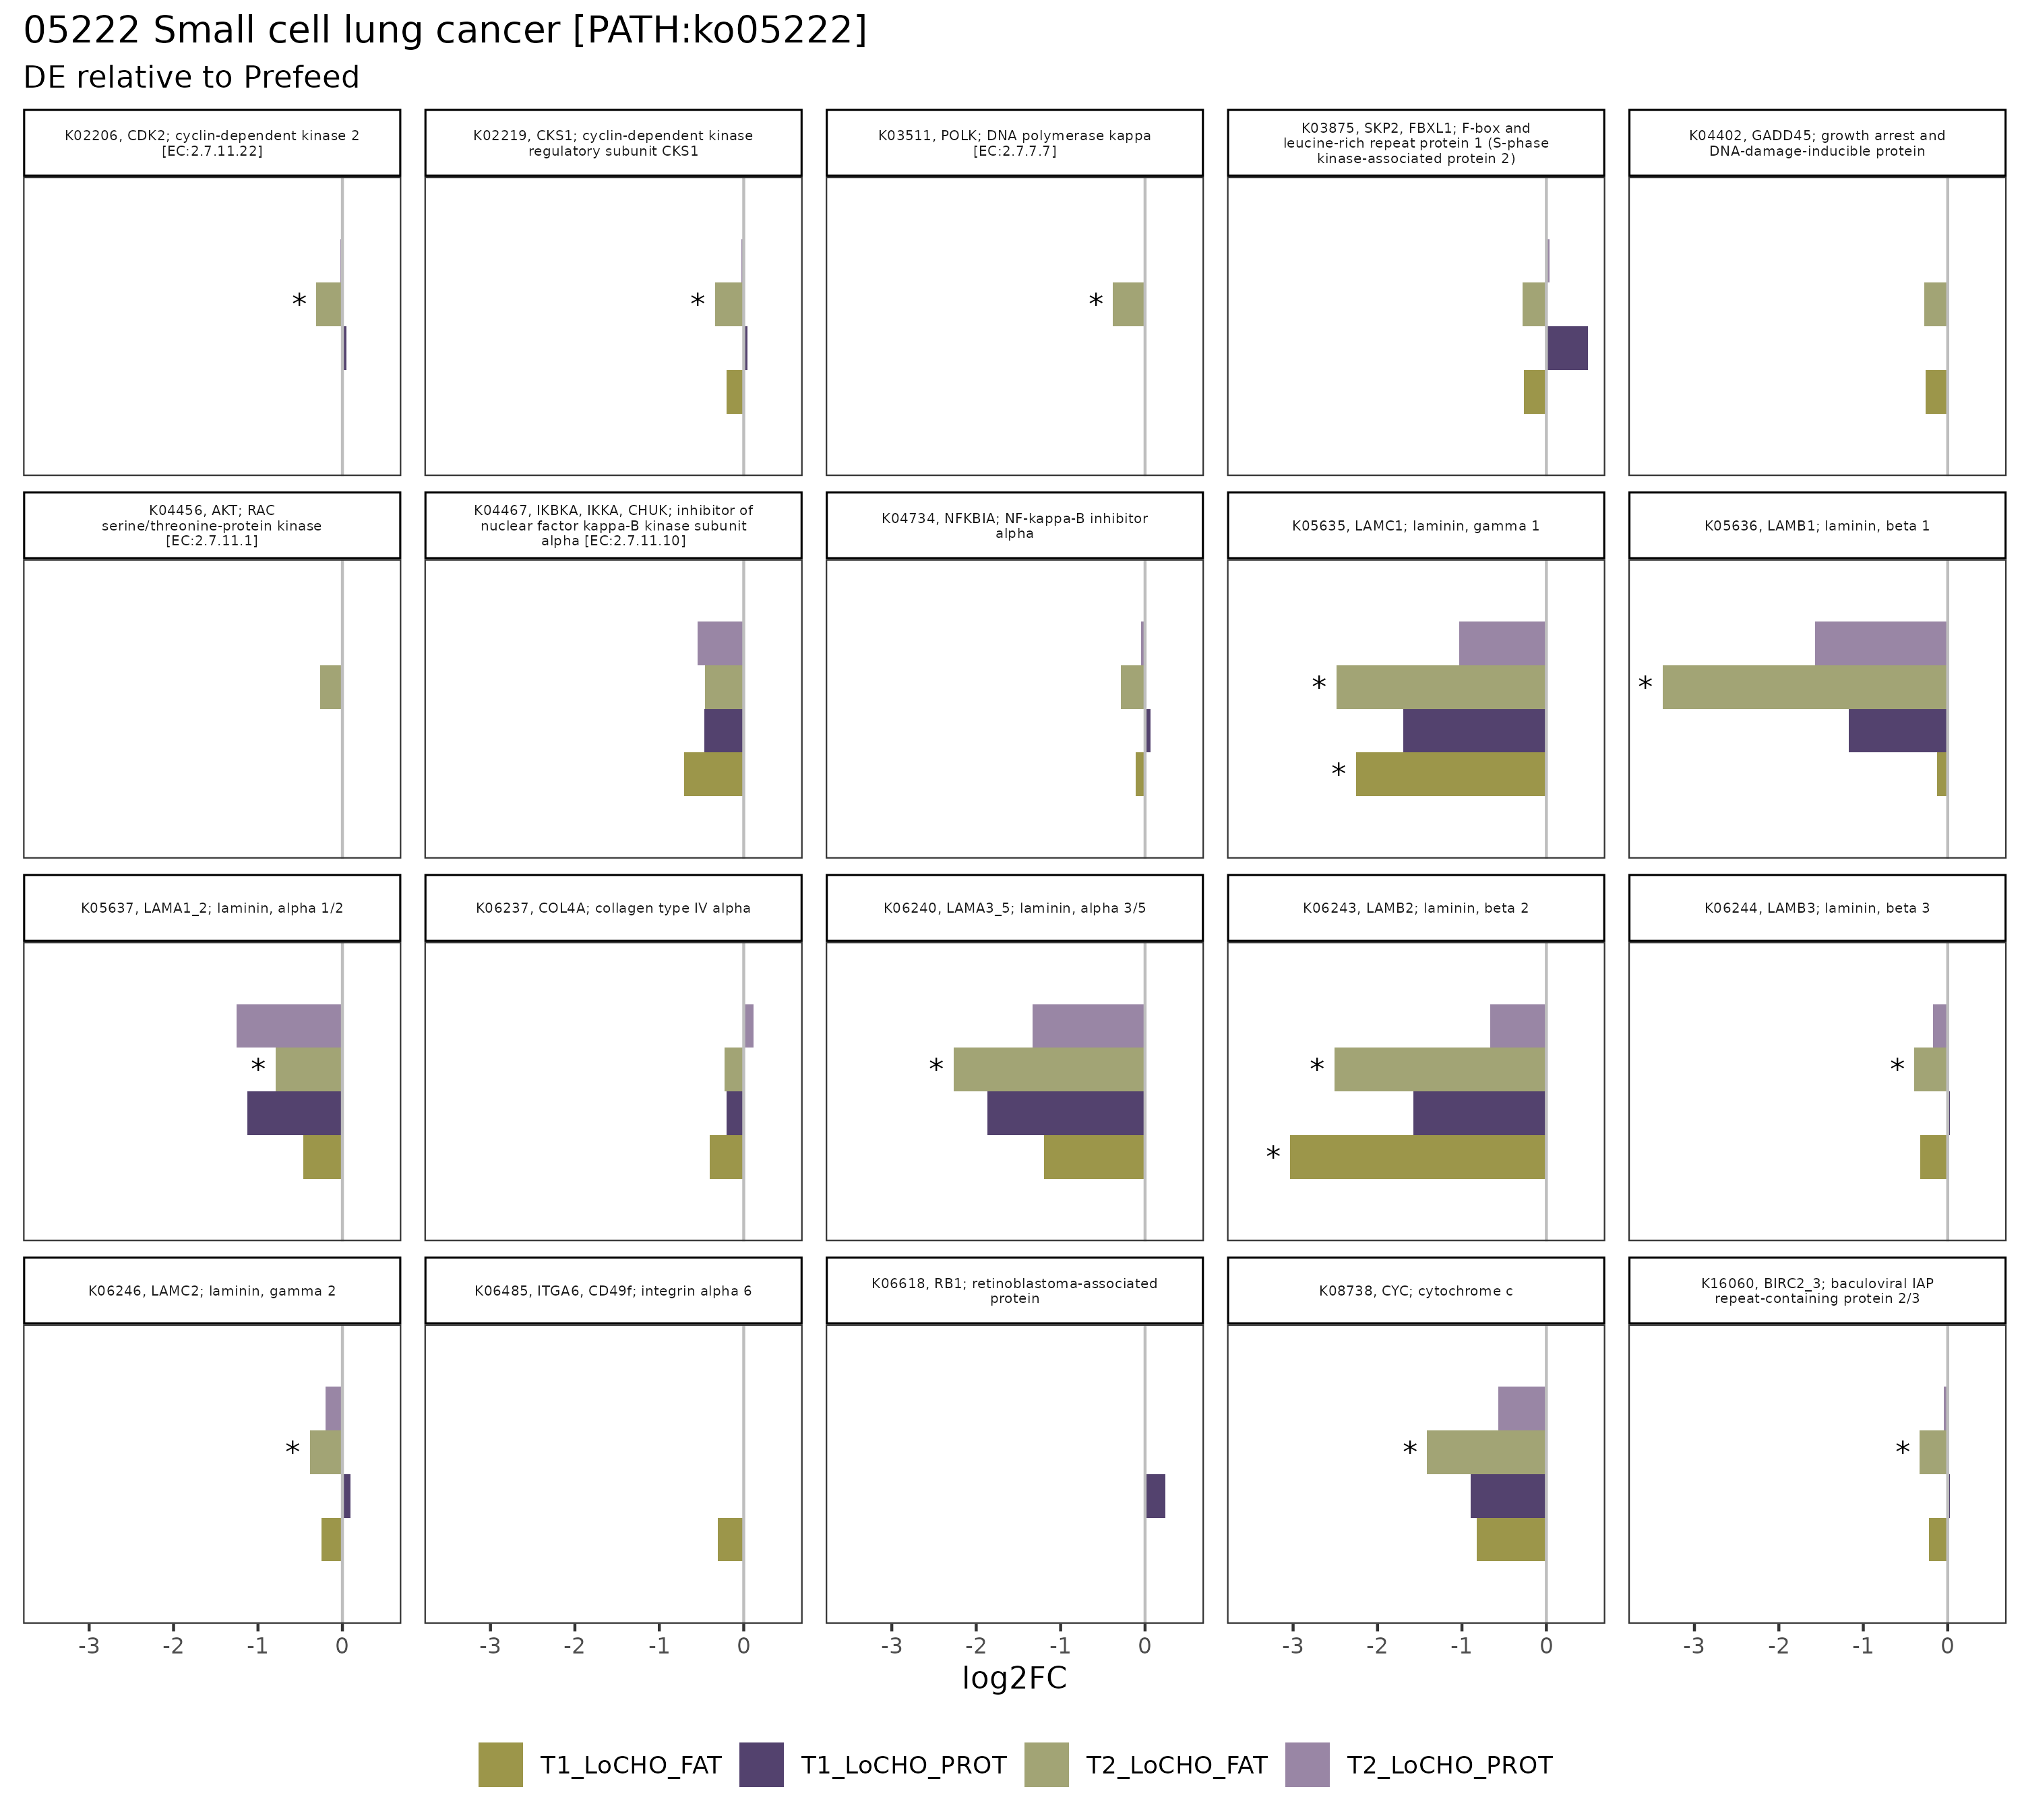 05222 Small cell lung cancer [PATH:ko05222]
DE relative to Prefeed
K02206, CDK2; cyclin-dependent kinase 2
[EC:2.7.11.22]
K02219, CKS1; cyclin-dependent kinase
regulatory subunit CKS1
K03511, POLK; DNA polymerase kappa
[EC:2.7.7.7]
K03875, SKP2, FBXL1; F-box and
leucine-rich repeat protein 1 (S-phase
kinase-associated protein 2)
K04402, GADD45; growth arrest and
DNA-damage-inducible protein
*
*
*
K04456, AKT; RAC
serine/threonine-protein kinase
[EC:2.7.11.1]
K04467, IKBKA, IKKA, CHUK; inhibitor of
nuclear factor kappa-B kinase subunit
alpha [EC:2.7.11.10]
K04734, NFKBIA; NF-kappa-B inhibitor
alpha
K05635, LAMC1; laminin, gamma 1
K05636, LAMB1; laminin, beta 1
*
*
*
K05637, LAMA1_2; laminin, alpha 1/2
K06237, COL4A; collagen type IV alpha
K06240, LAMA3_5; laminin, alpha 3/5
K06243, LAMB2; laminin, beta 2
K06244, LAMB3; laminin, beta 3
*
*
*
*
*
K06246, LAMC2; laminin, gamma 2
K06485, ITGA6, CD49f; integrin alpha 6
K06618, RB1; retinoblastoma-associated
protein
K08738, CYC; cytochrome c
K16060, BIRC2_3; baculoviral IAP
repeat-containing protein 2/3
*
*
*
-3 -2 -1 0
-3 -2 -1 0
-3 -2 -1 0
-3 -2 -1 0
-3 -2 -1 0
log2FC
T1_LoCHO_FAT
T1_LoCHO_PROT
T2_LoCHO_FAT
T2_LoCHO_PROT